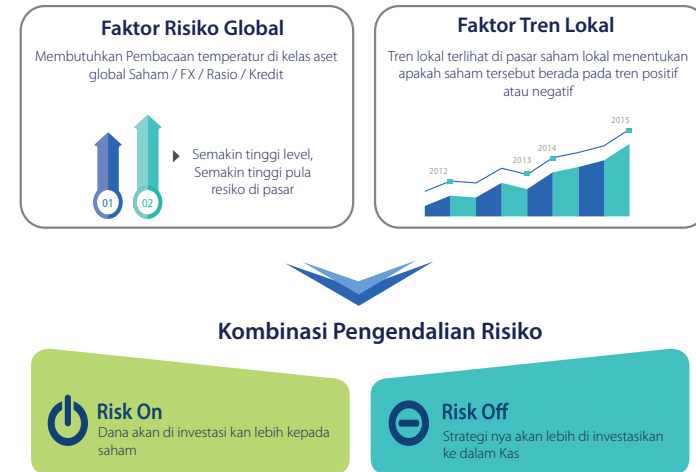 Faktor Risiko Global
Membutuhkan Pembacaan temperatur di kelas aset
global Saham / FX / Rasio / Kredit
01
02
Semakin tinggi level,
Semakin tinggi pula
resiko di pasar
Faktor Tren Lokal
Tren lokal terlihat di pasar saham lokal menentukan
apakah saham tersebut berada pada tren positif
atau negatif
2012
2013
2014
2015
Kombinasi Pengendalian Risiko
Risk On
Dana akan di investasi kan lebih kepada
saham
Risk Off
Strategi nya akan lebih di investasikan
ke dalam Kas